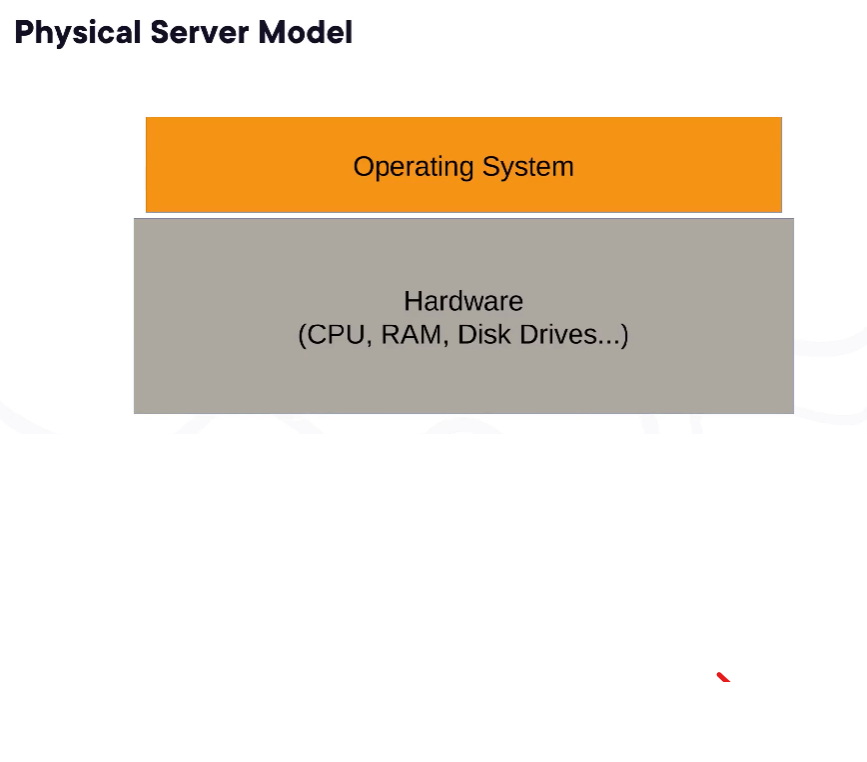 Physical Server Model
Operating System
Hardware
(CPU, RAM, Disk Drives...)